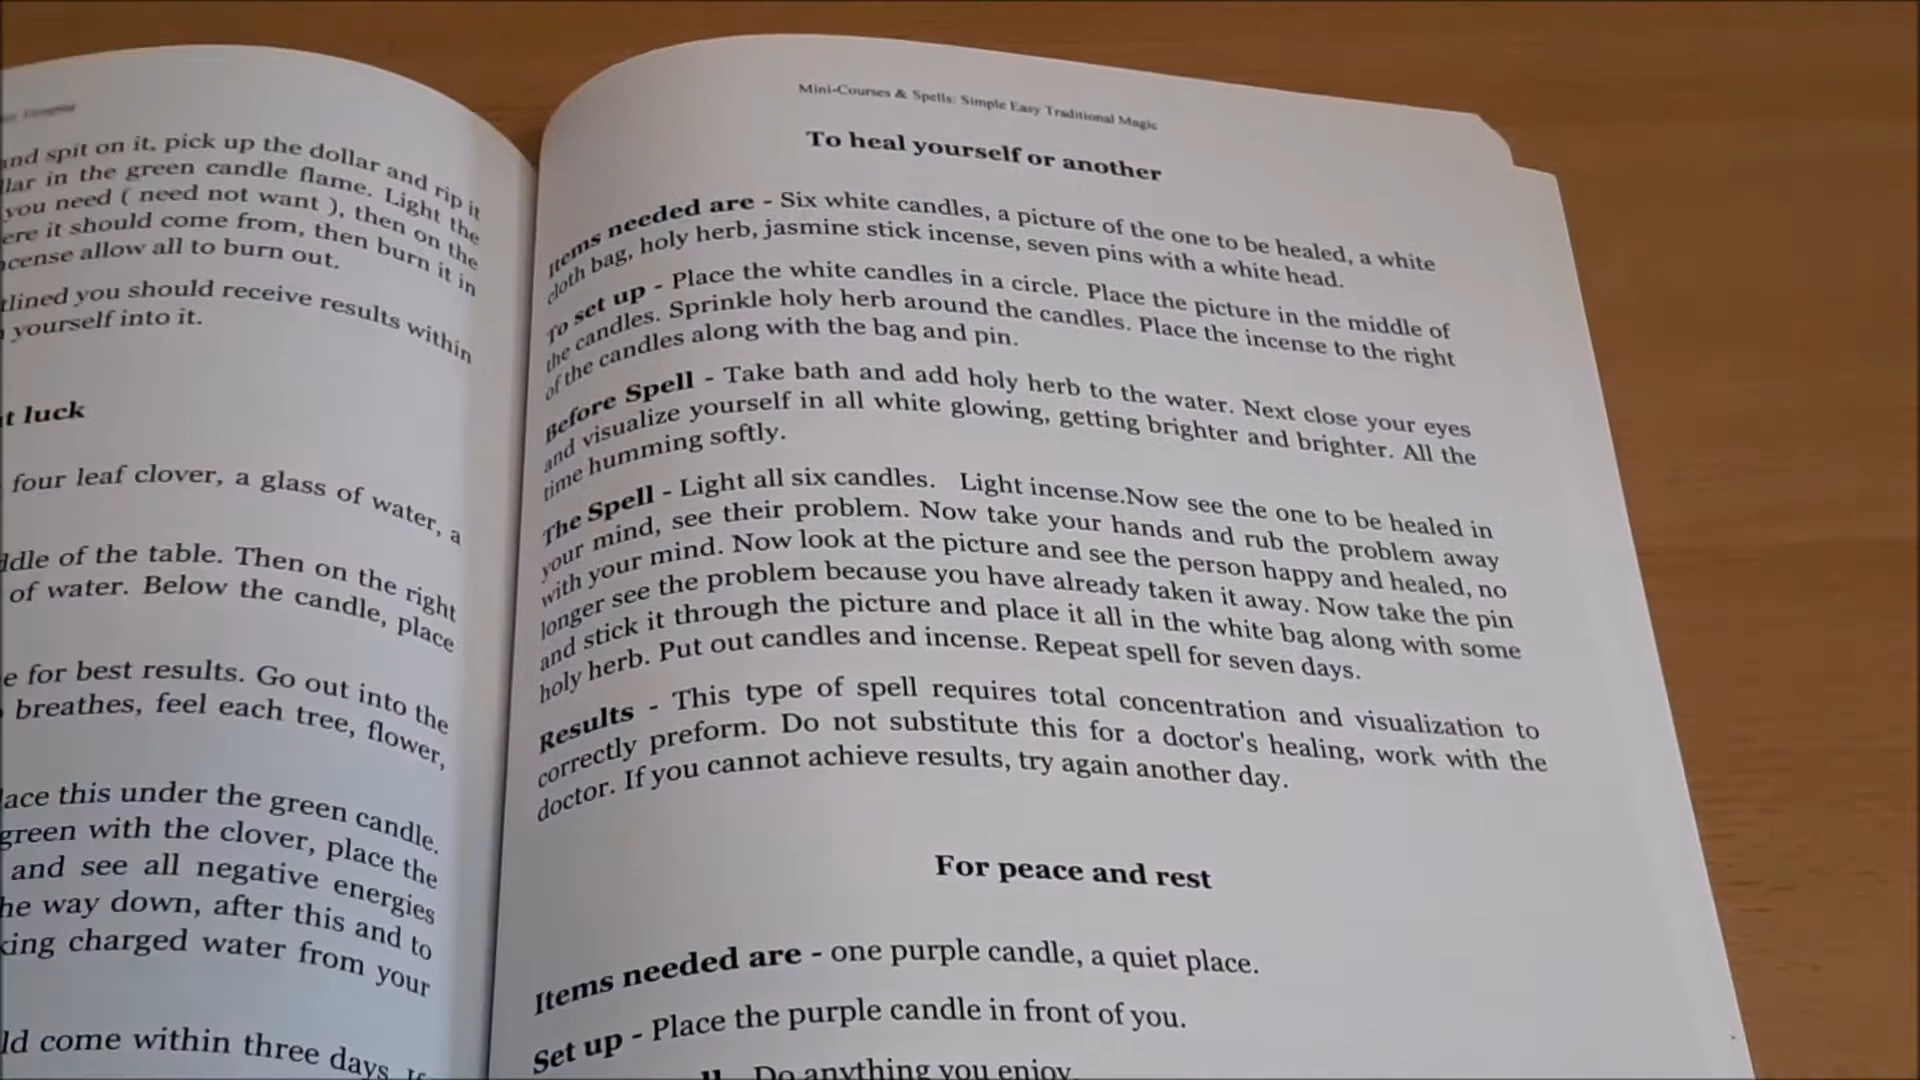 and spit on it, pick up the dollar and rip it
llar in the green candle flame. Light the
you need ( need not want ), then on the
ere it should come from, then burn it in
ncense allow all to burn out.
tlined you should receive results within
yourself into it.
t luck
four leaf clover, a glass of water, a
ddle of the table. Then on the right
of water. Below the candle, place
e for best results. Go out into the
breathes, feel each tree, flower,
lace this under the green candle.
green with the clover, place the
and see all negative energies
he way down, after this and to
king charged water from your
ld come within three days. If
Mini-Courses & Spells: Simple Easy Traditional Magic
To heal yourself or another
Items needed are - Six white candles, a picture of the one to be healed, a white
cloth bag, holy herb, jasmine stick incense, seven pins with a white head.
To set up - Place the white candles in a circle. Place the picture in the middle of
the candles. Sprinkle holy herb around the candles. Place the incense to the right
of the candles along with the bag and pin.
Before Spell - Take bath and add holy herb to the water. Next close your eyes
and visualize yourself in all white glowing, getting brighter and brighter. All the
time humming softly.
The Spell - Light all six candles. Light incense.Now see the one to be healed in
your mind, see their problem. Now take your hands and rub the problem away
with your mind. Now look at the picture and see the person happy and healed, no
longer see the problem because you have already taken it away. Now take the pin
and stick it through the picture and place it all in the white bag along with some
holy herb. Put out candles and incense. Repeat spell for seven days.
Results - This type of spell requires total concentration and visualization to
correctly preform. Do not substitute this for a doctor's healing, work with the
doctor. If you cannot achieve results, try again another day.
For peace and rest
Items needed are - one purple candle, a quiet place.
Set up - Place the purple candle in front of you.
Do anything you enjoy